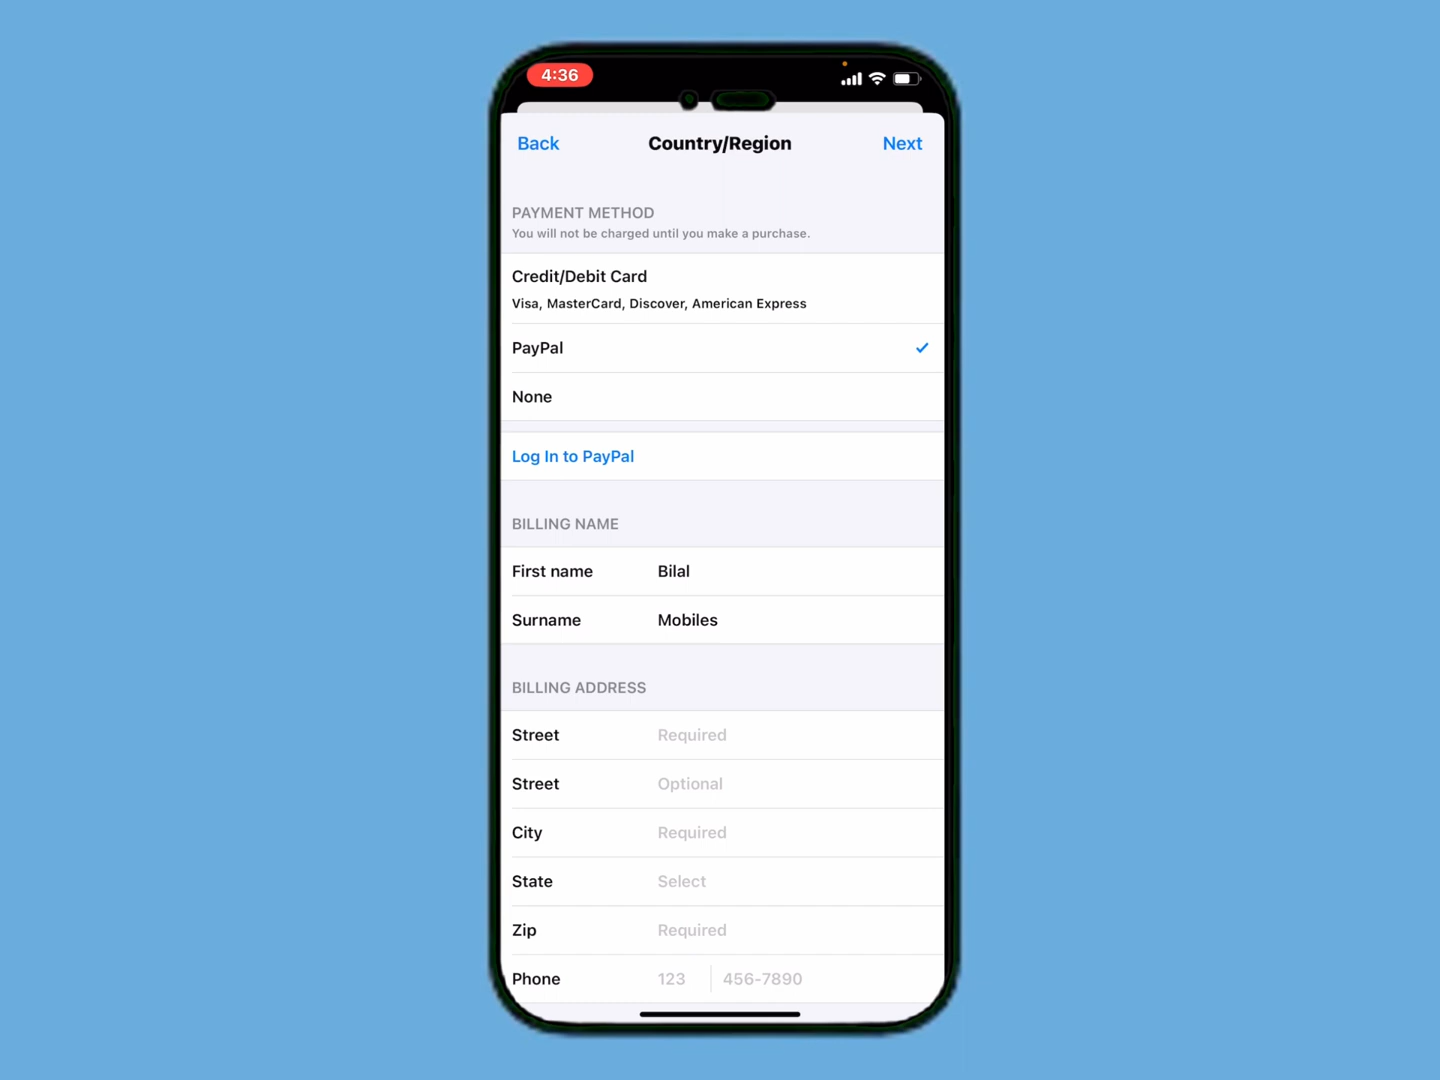 4:36
Back Country/Region Next
PAYMENT METHOD
You will not be charged until you make a purchase.
Credit/Debit Card
Visa, MasterCard, Discover, American Express
PayPal
None
Log In to PayPal
BILLING NAME
First name Bilal
Surname Mobiles
BILLING ADDRESS
Street Required
Street Optional
City Required
State Select
Zip Required
Phone 123 456-7890